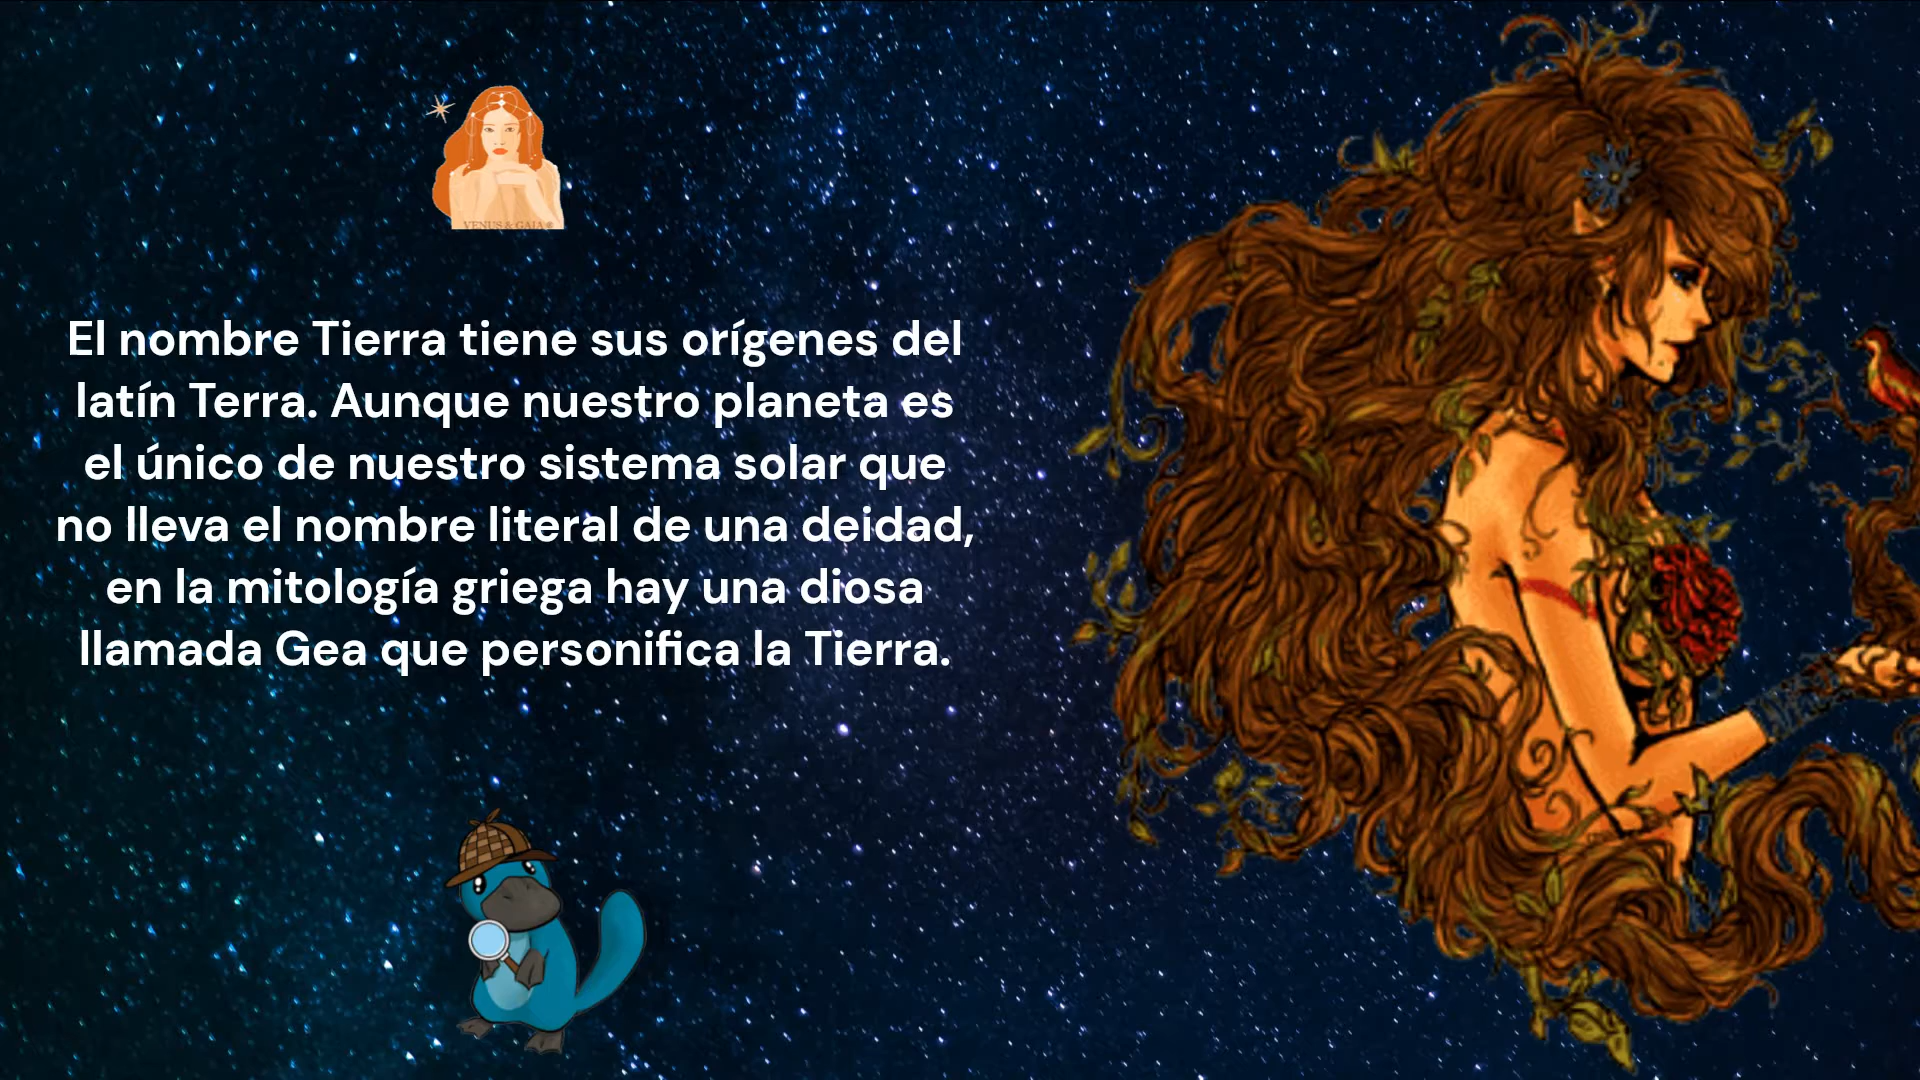 VENUS & GAIA®
El nombre Tierra tiene sus orígenes del
latín Terra. Aunque nuestro planeta es
el único de nuestro sistema solar que
no lleva el nombre literal de una deidad,
en la mitología griega hay una diosa
llamada Gea que personifica la Tierra.